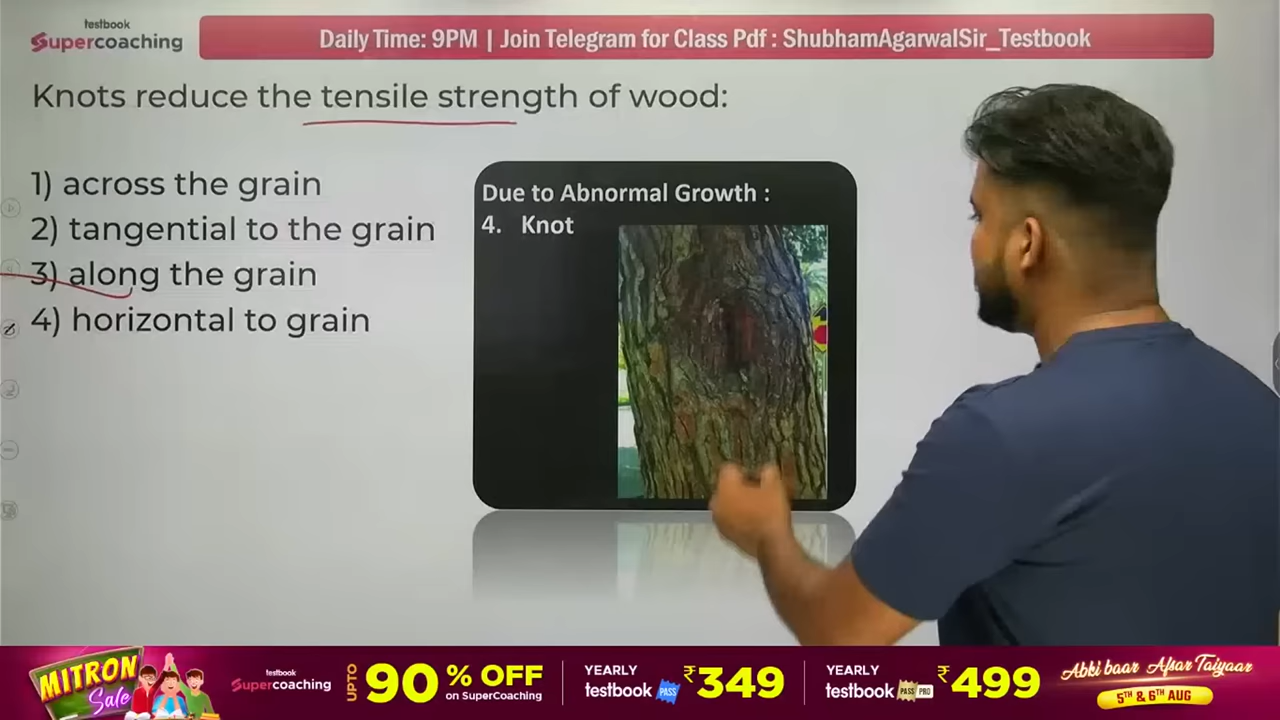 testbook
Supercoaching
Daily Time: 9PM | Join Telegram for Class Pdf : ShubhamAgarwalSir_Testbook
Knots reduce the tensile strength of wood:
1) across the grain
2) tangential to the grain
3) along the grain
4) horizontal to grain
Due to Abnormal Growth :
4. Knot
MITRON
Sale
testbook
Supercoaching
UPTO 90% OFF
on SuperCoaching
YEARLY
testbook PASS
₹349
YEARLY
testbook PASS PRO
₹499
Abki baar Afsar Taiyaar
5TH & 6TH AUG